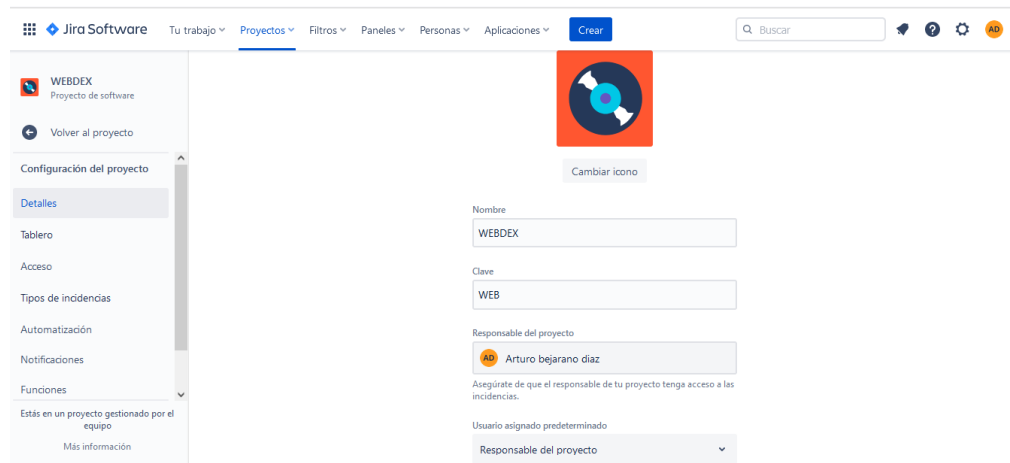 Jira Software Tu trabajo Proyectos Filtros Paneles Personas Aplicaciones Crear Buscar AD
WEBDEX
Proyecto de software
Volver al proyecto
Configuración del proyecto
Detalles
Tablero
Acceso
Tipos de incidencias
Automatización
Notificaciones
Funciones
Estás en un proyecto gestionado por el
equipo
Más información
Cambiar icono
Nombre
WEBDEX
Clave
WEB
Responsable del proyecto
AD Arturo bejarano diaz
Asegúrate de que el responsable de tu proyecto tenga acceso a las
incidencias.
Usuario asignado predeterminado
Responsable del proyecto